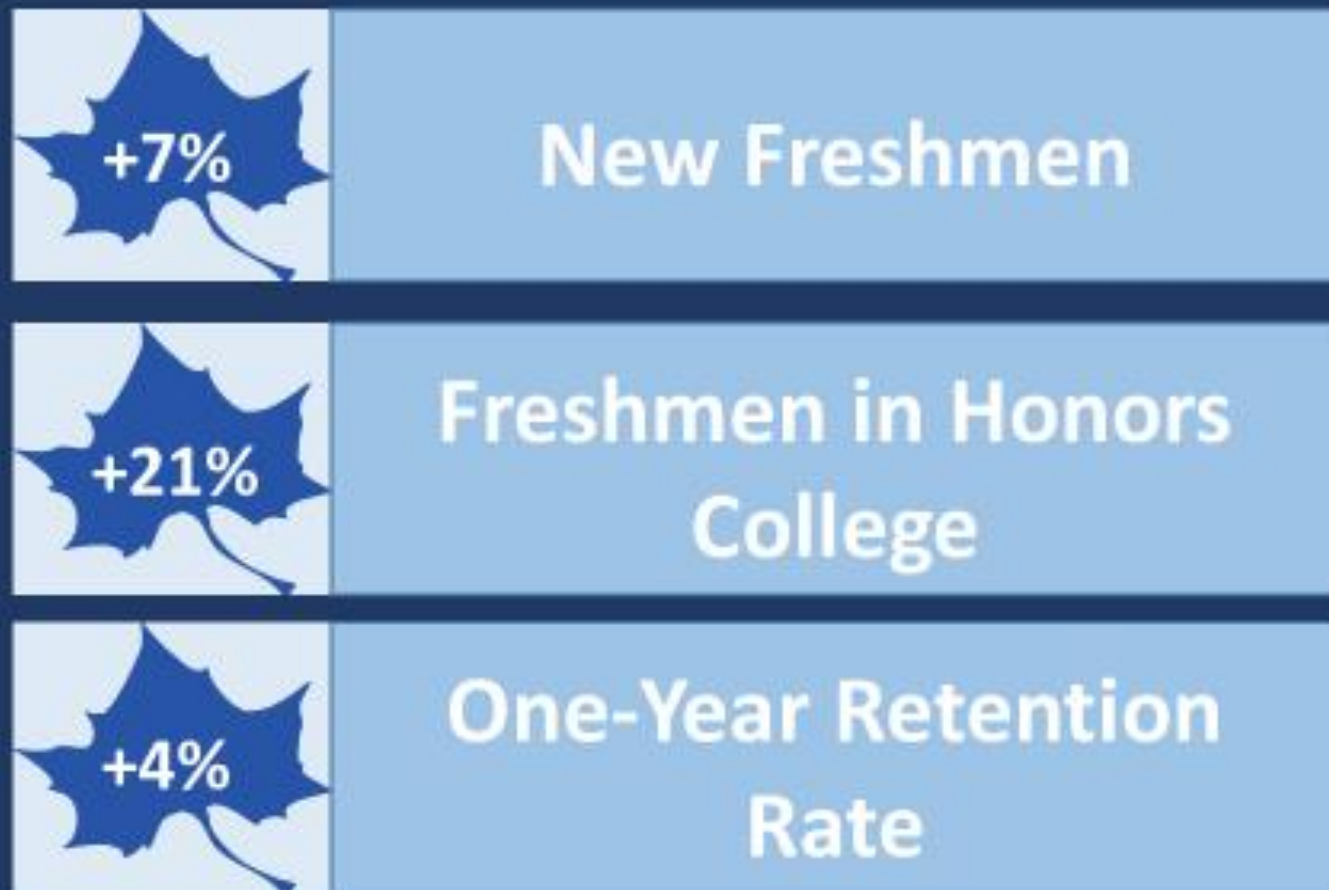 +7%
New Freshmen
+21%
Freshmen in Honors
College
+4%
One-Year Retention
Rate